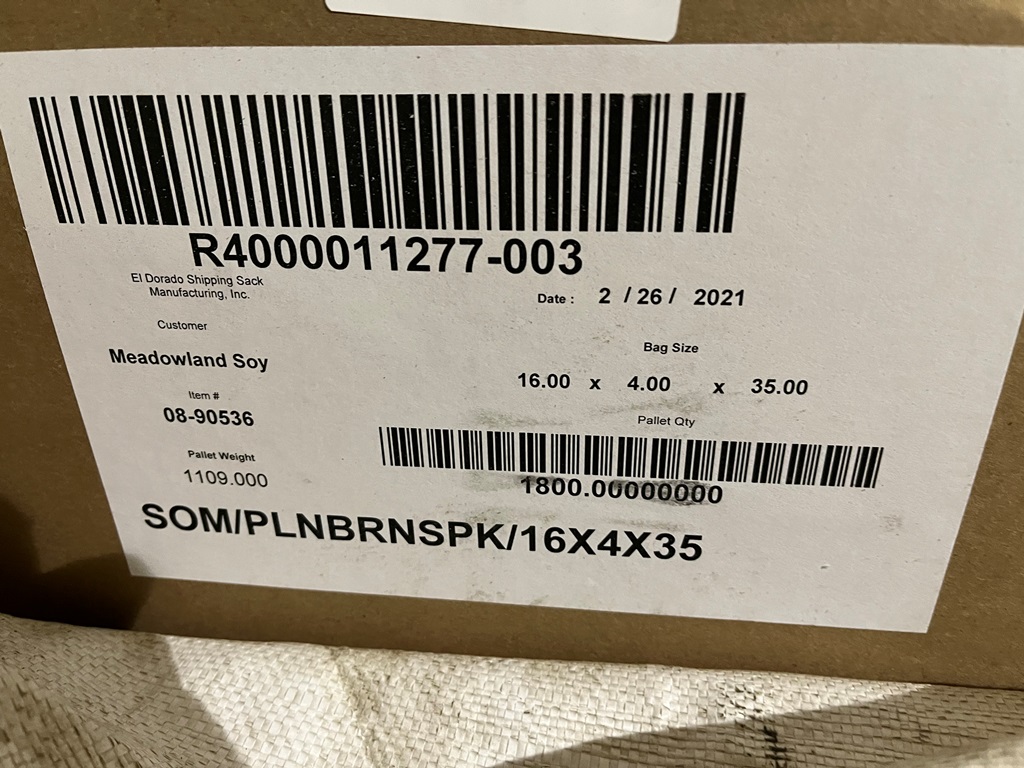 R4000011277-003
El Dorado Shipping Sack
Manufacturing, Inc.
Date : 2 / 26 / 2021
Customer
Bag Size
Meadowland Soy
16.00 x 4.00 x 35.00
Item #
08-90536
Pallet Qty
Pallet Weight
1109.000
1800.00000000
SOM/PLNBRNSPK/16X4X35